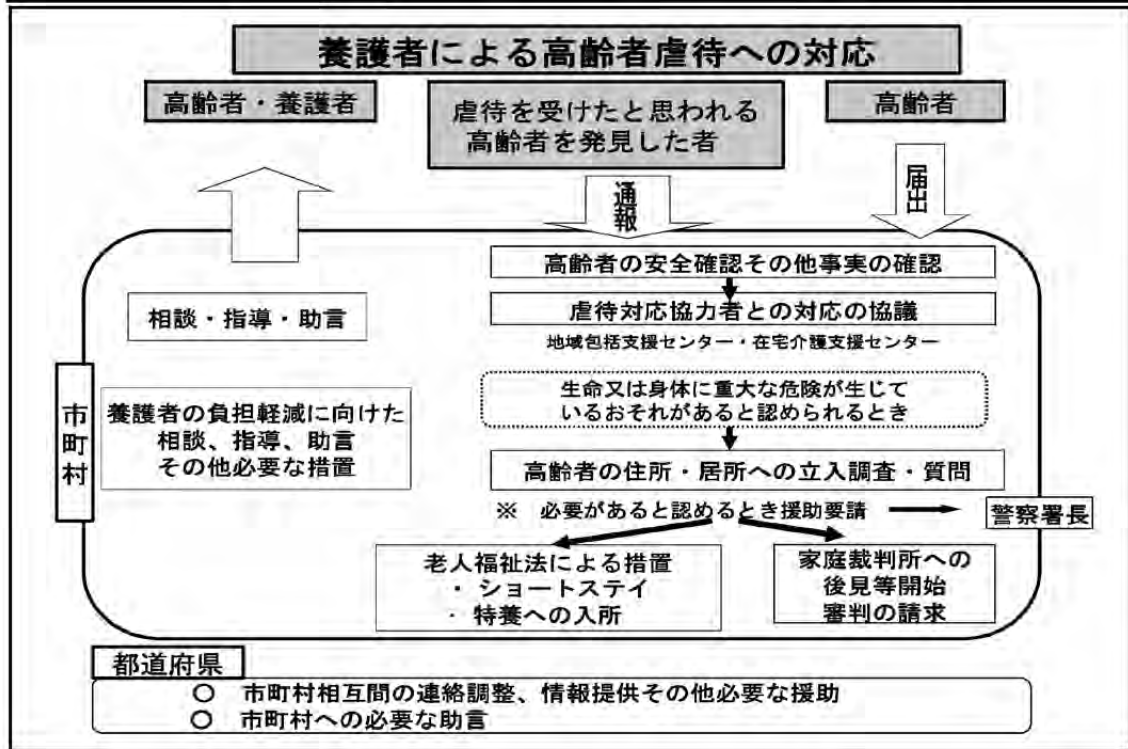 養護者による高齢者虐待への対応
高齢者・養護者
虐待を受けたと思われる
高齢者を発見した者
高齢者
通報
届出
高齢者の安全確認その他事実の確認
虐待対応協力者との対応の協議
地域包括支援センター・在宅介護支援センター
相談・指導・助言
生命又は身体に重大な危険が生じて
いるおそれがあると認められるとき
市町村
養護者の負担軽減に向けた
相談、指導、助言
その他必要な措置
高齢者の住所・居所への立入調査・質問
※ 必要があると認めるとき援助要請
警察署長
老人福祉法による措置
・ ショートステイ
・ 特養への入所
家庭裁判所への
後見等開始
審判の請求
都道府県
○ 市町村相互間の連絡調整、情報提供その他必要な援助
○ 市町村への必要な助言